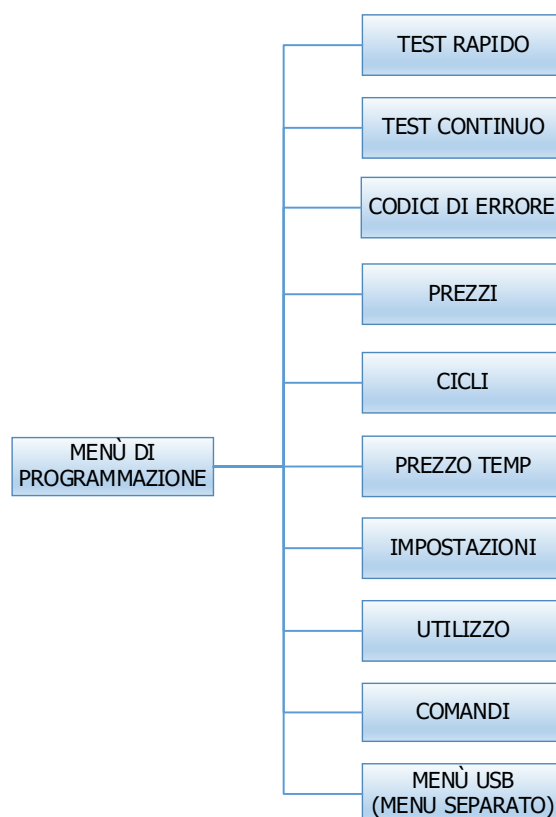 TEST RAPIDO
TEST CONTINUO
CODICI DI ERRORE
PREZZI
CICLI
MENÙ DI
PROGRAMMAZIONE
PREZZO TEMP
IMPOSTAZIONI
UTILIZZO
COMANDI
MENÙ USB
(MENU SEPARATO)